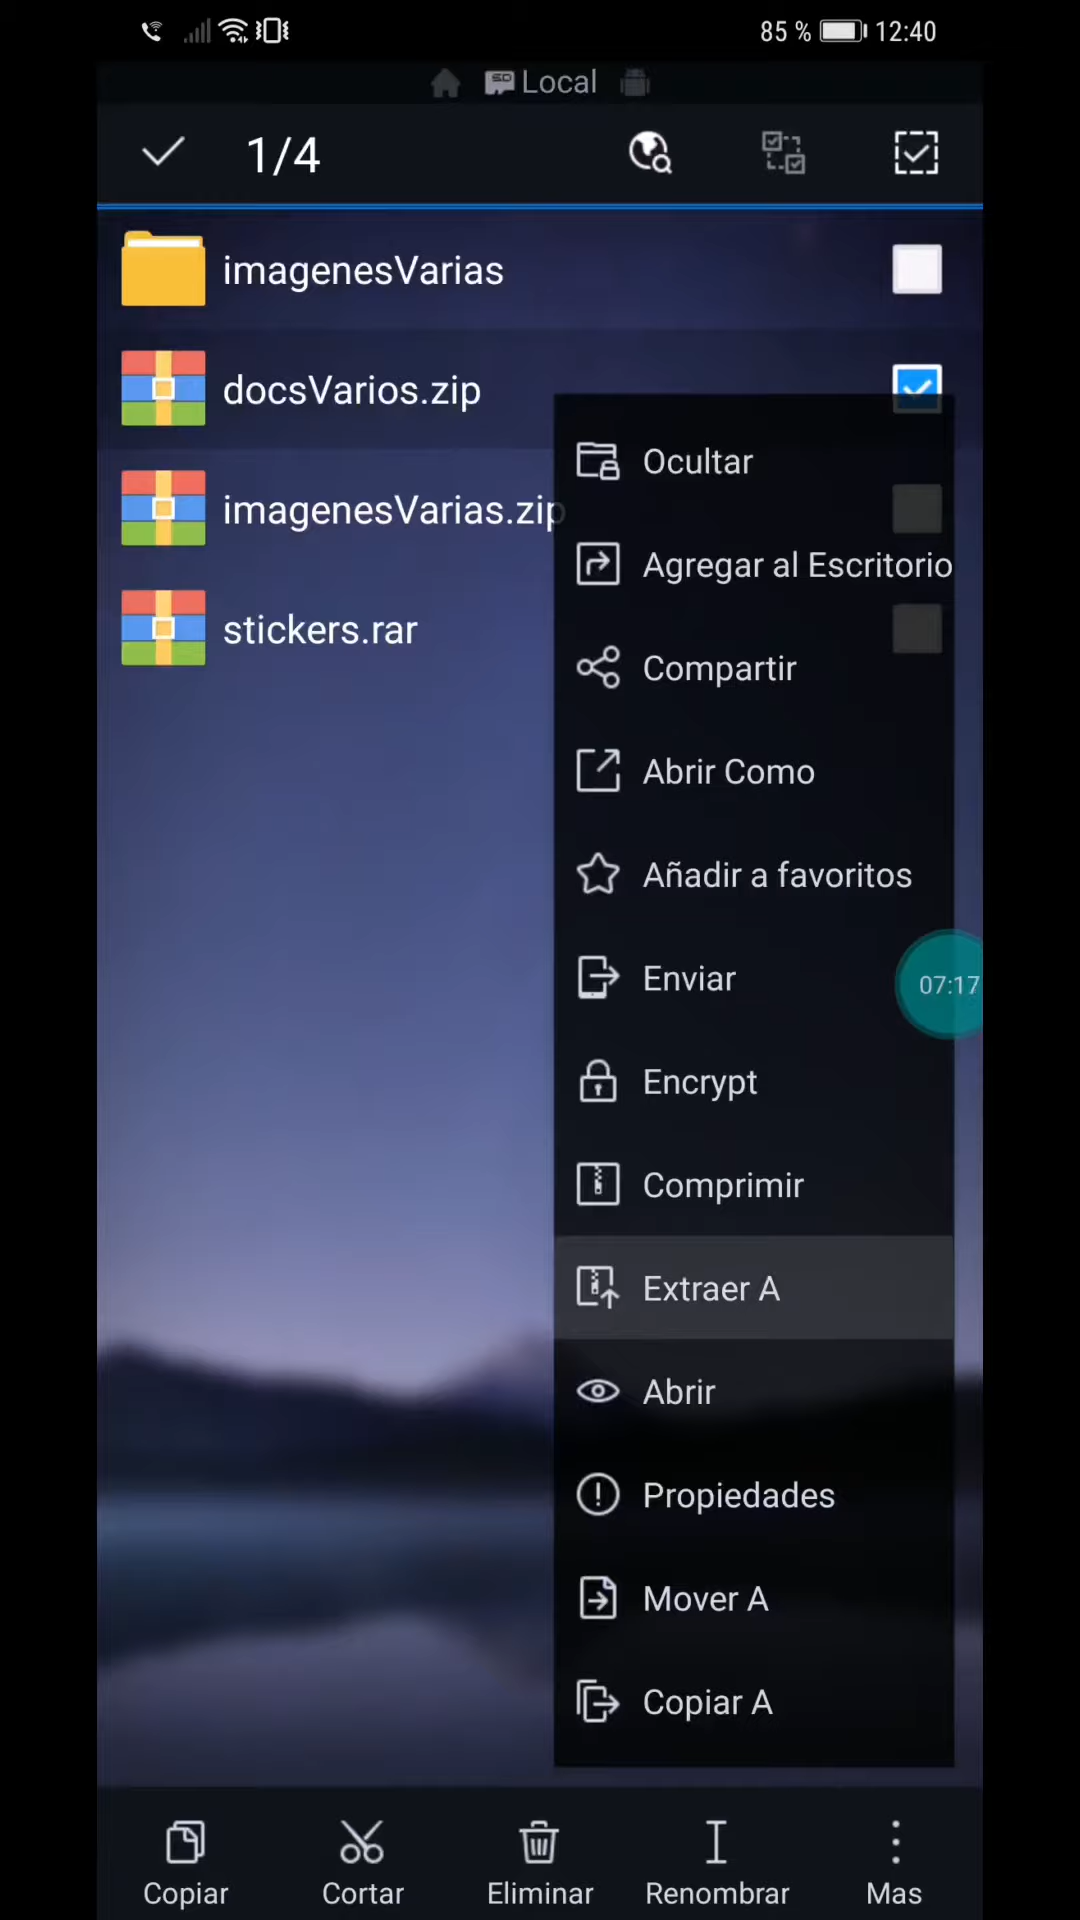 85 % 12:40
Local
1/4
imagenesVarias
docsVarios.zip
imagenesVarias.zip
stickers.rar
Ocultar
Agregar al Escritorio
Compartir
Abrir Como
Añadir a favoritos
Enviar
07:17
Encrypt
Comprimir
Extraer A
Abrir
Propiedades
Mover A
Copiar A
Copiar Cortar Eliminar Renombrar Mas